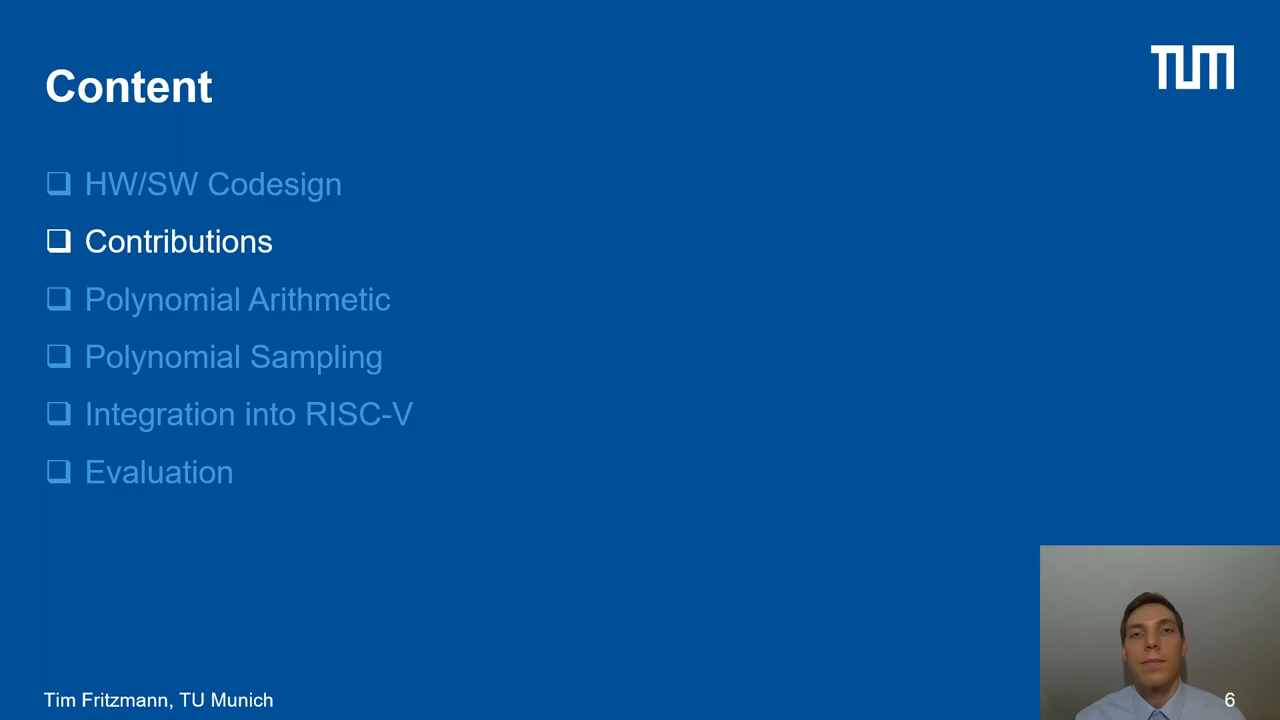 TUM
Content
❑ HW/SW Codesign
❑ Contributions
❑ Polynomial Arithmetic
❑ Polynomial Sampling
❑ Integration into RISC-V
❑ Evaluation
Tim Fritzmann, TU Munich
6